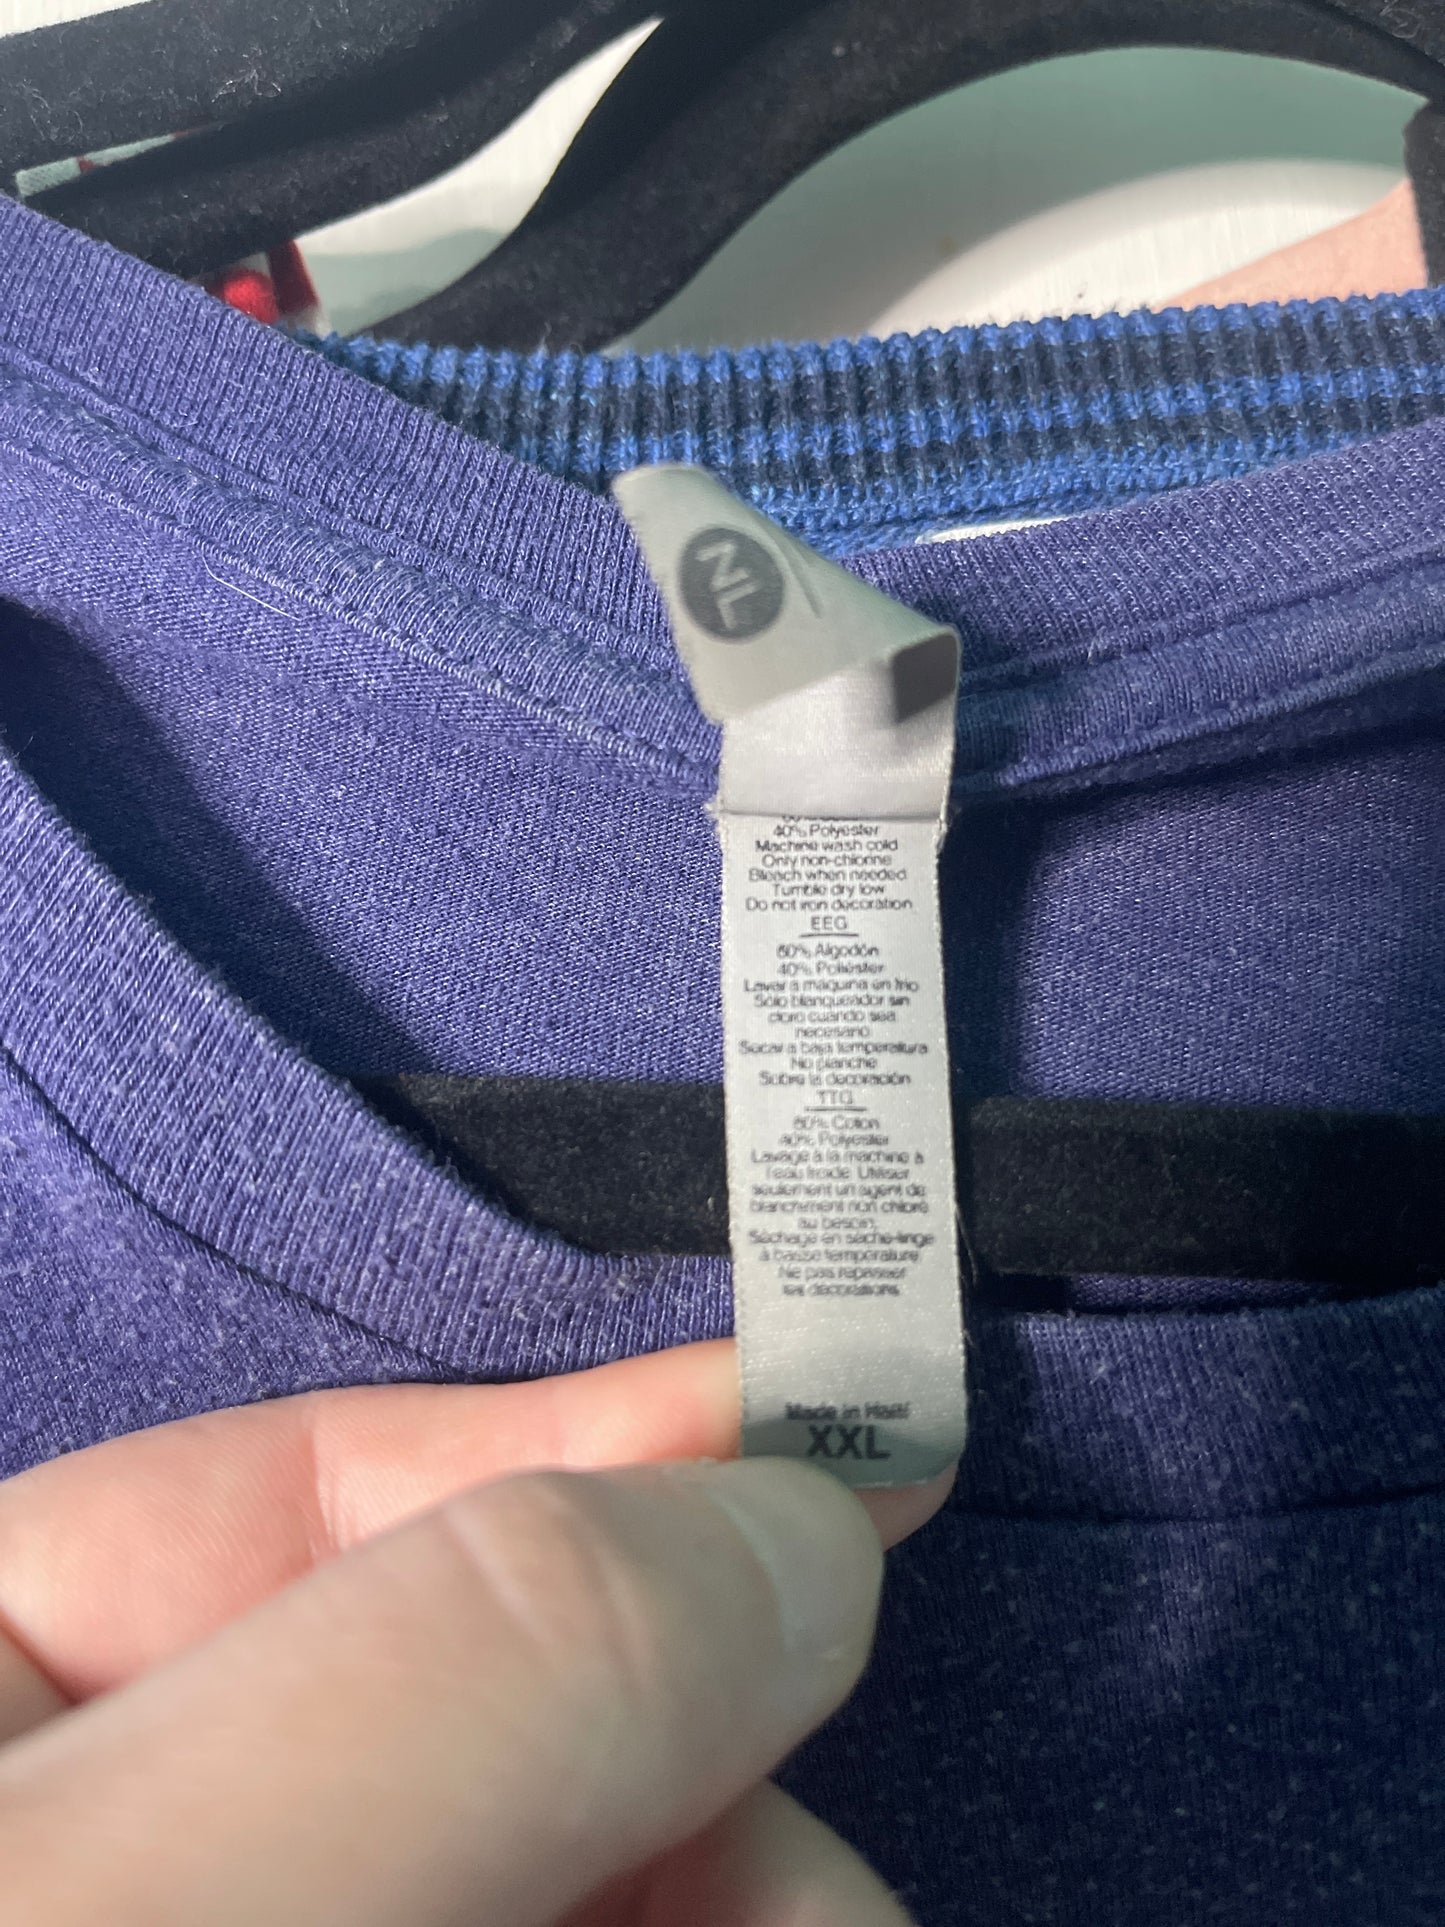 NL
40% Polyester
Machine wash cold
Only non-chlorine
Bleach when needed
Tumble dry low
Do not iron decoration
EEG
60% Algodón
40% Poliéster
Lavar a maquina en frio
Sólo blanqueador sin
cloro cuando sea
necesario
Secar a baja temperatura
No planche
Sobre la decoración
TTG
60% Coton
40% Polyester
Lavage à la machine à
l'eau froide. Utiliser
seulement un agent de
blanchiment non chloré
au besoin.
Séchage en sèche-linge
à basse température
Ne pas repasser
les decorations
Made in Haiti
XXL